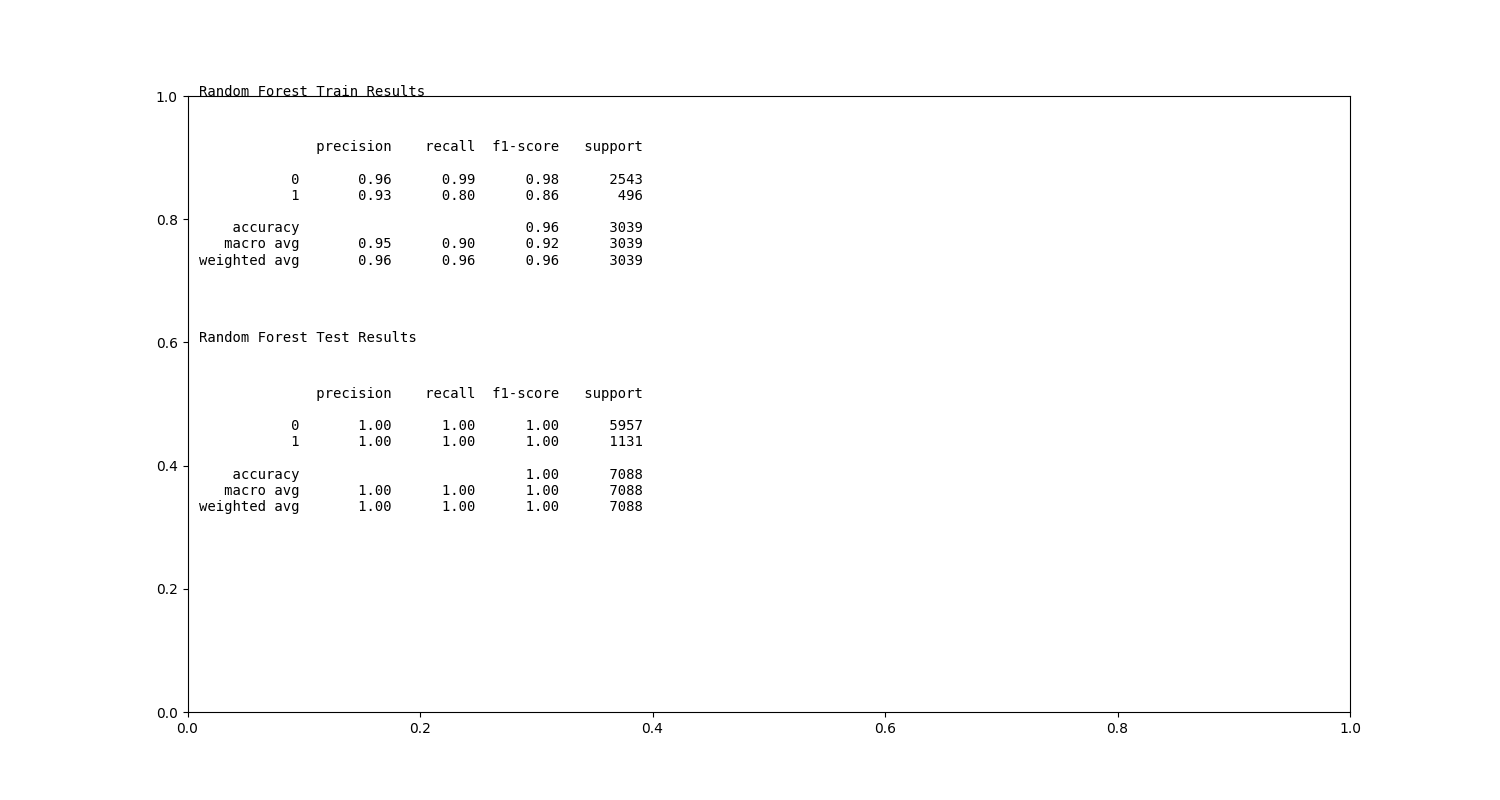 Random Forest Train Results
precision recall f1-score support
0 0.96 0.99 0.98 2543
1 0.93 0.80 0.86 496
accuracy 0.96 3039
macro avg 0.95 0.90 0.92 3039
weighted avg 0.96 0.96 0.96 3039
Random Forest Test Results
precision recall f1-score support
0 1.00 1.00 1.00 5957
1 1.00 1.00 1.00 1131
accuracy 1.00 7088
macro avg 1.00 1.00 1.00 7088
weighted avg 1.00 1.00 1.00 7088
1.0
0.8
0.6
0.4
0.2
0.0
0.0 0.2 0.4 0.6 0.8 1.0